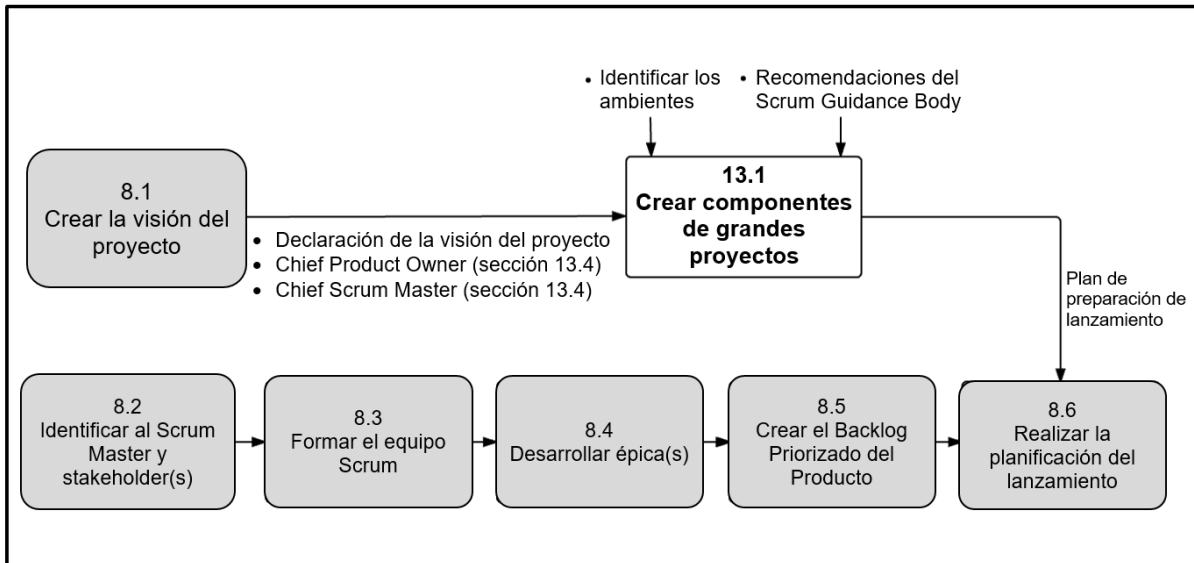 • Identificar los
ambientes
• Recomendaciones del
Scrum Guidance Body
8.1
Crear la visión del
proyecto
• Declaración de la visión del proyecto
• Chief Product Owner (sección 13.4)
• Chief Scrum Master (sección 13.4)
13.1
Crear componentes
de grandes
proyectos
Plan de
preparación de
lanzamiento
8.2
Identificar al Scrum
Master y
stakeholder(s)
8.3
Formar el equipo
Scrum
8.4
Desarrollar épica(s)
8.5
Crear el Backlog
Priorizado del
Producto
8.6
Realizar la
planificación del
lanzamiento